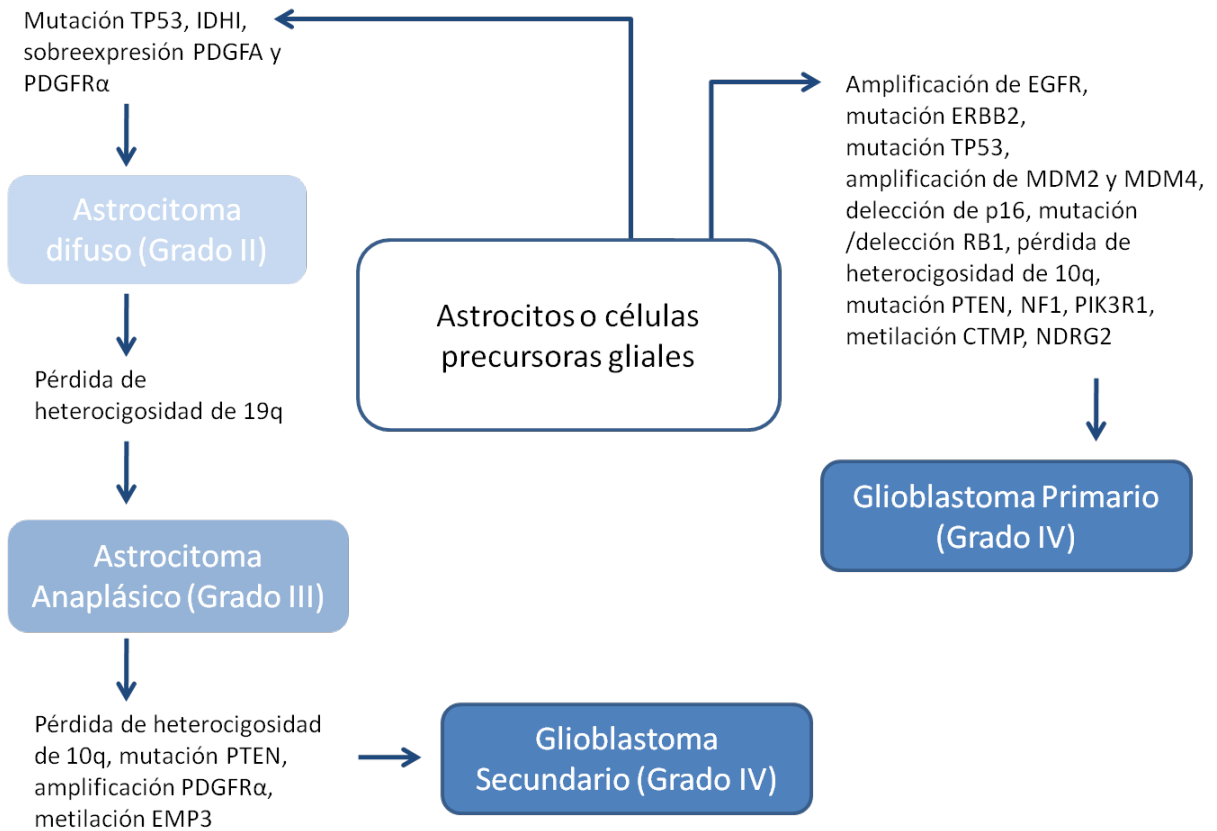 Mutación TP53, IDHI,
sobreexpresión PDGFA y
PDGFRα
Astrocitoma
difuso (Grado II)
Pérdida de
heterocigosidad de 19q
Astrocitoma
Anaplásico (Grado III)
Pérdida de heterocigosidad
de 10q, mutación PTEN,
amplificación PDGFRα,
metilación EMP3
Glioblastoma
Secundario (Grado IV)
Astrocitos o células
precursoras gliales
Amplificación de EGFR,
mutación ERBB2,
mutación TP53,
amplificación de MDM2 y MDM4,
delección de p16, mutación
/delección RB1, pérdida de
heterocigosidad de 10q,
mutación PTEN, NF1, PIK3R1,
metilación CTMP, NDRG2
Glioblastoma Primario
(Grado IV)